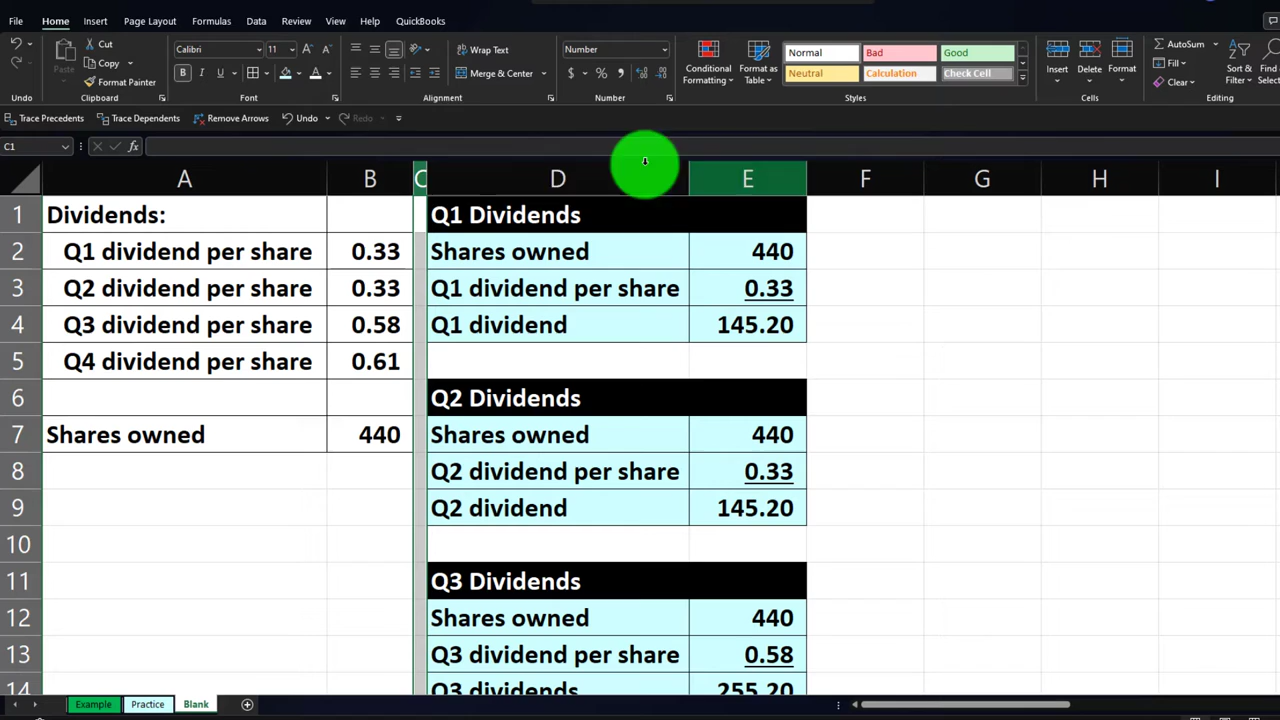 File Home Insert Page Layout Formulas Data Review View Help QuickBooks
Cut
Copy
Format Painter
Paste
Undo
Clipboard
Calibri 11
B I U
Font
Wrap Text
Merge & Center
Alignment
Number
$ %
Number
Conditional Formatting
Format as Table
Normal Bad Good
Neutral Calculation Check Cell
Styles
Insert Delete Format
Cells
AutoSum
Fill
Clear
Sort & Filter
Find &
Select
Editing
Trace Precedents Trace Dependents Remove Arrows Undo Redo
C1 fx
A B C D E F G H I
1 Dividends: Q1 Dividends
2 Q1 dividend per share 0.33 Shares owned 440
3 Q2 dividend per share 0.33 Q1 dividend per share 0.33
4 Q3 dividend per share 0.58 Q1 dividend 145.20
5 Q4 dividend per share 0.61
6 Q2 Dividends
7 Shares owned 440 Shares owned 440
8 Q2 dividend per share 0.33
9 Q2 dividend 145.20
10
11 Q3 Dividends
12 Shares owned 440
13 Q3 dividend per share 0.58
14 Q3 dividends 255.20
Example Practice Blank